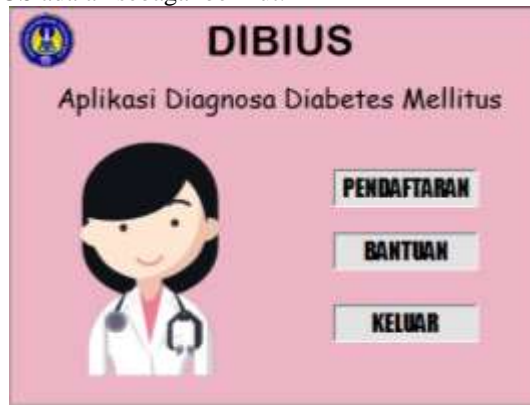 DIBIUS
Aplikasi Diagnosa Diabetes Mellitus
PENDAFTARAN
BANTUAN
KELUAR